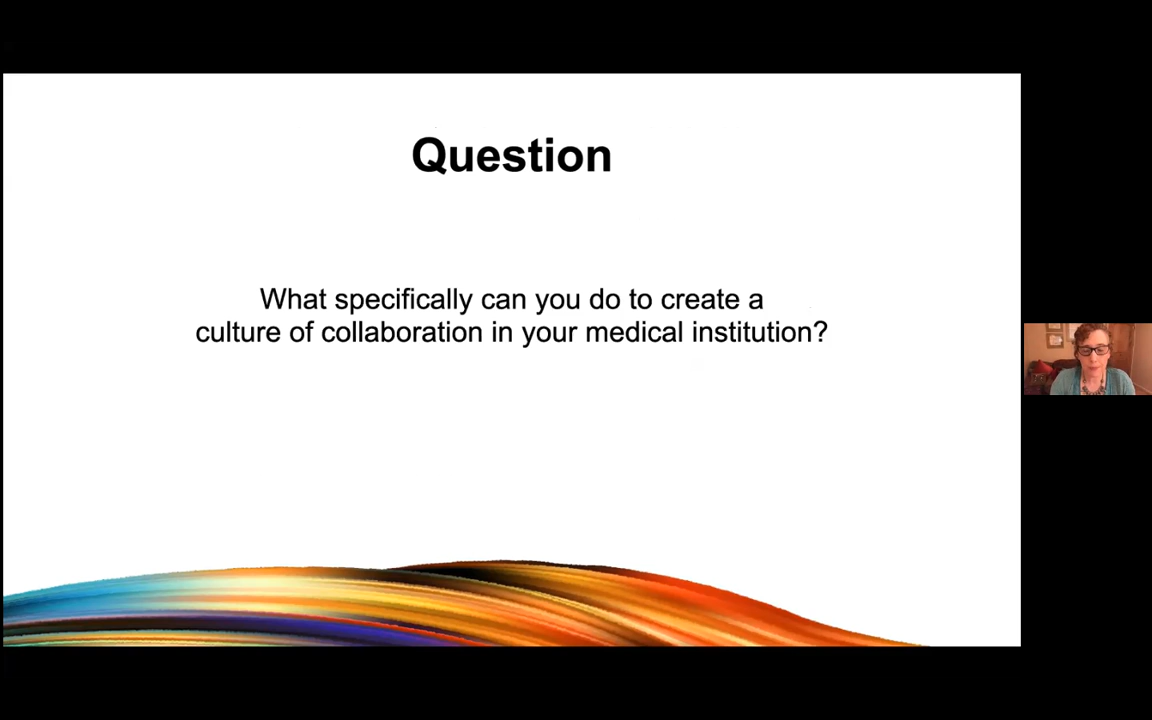 Question
What specifically can you do to create a
culture of collaboration in your medical institution?